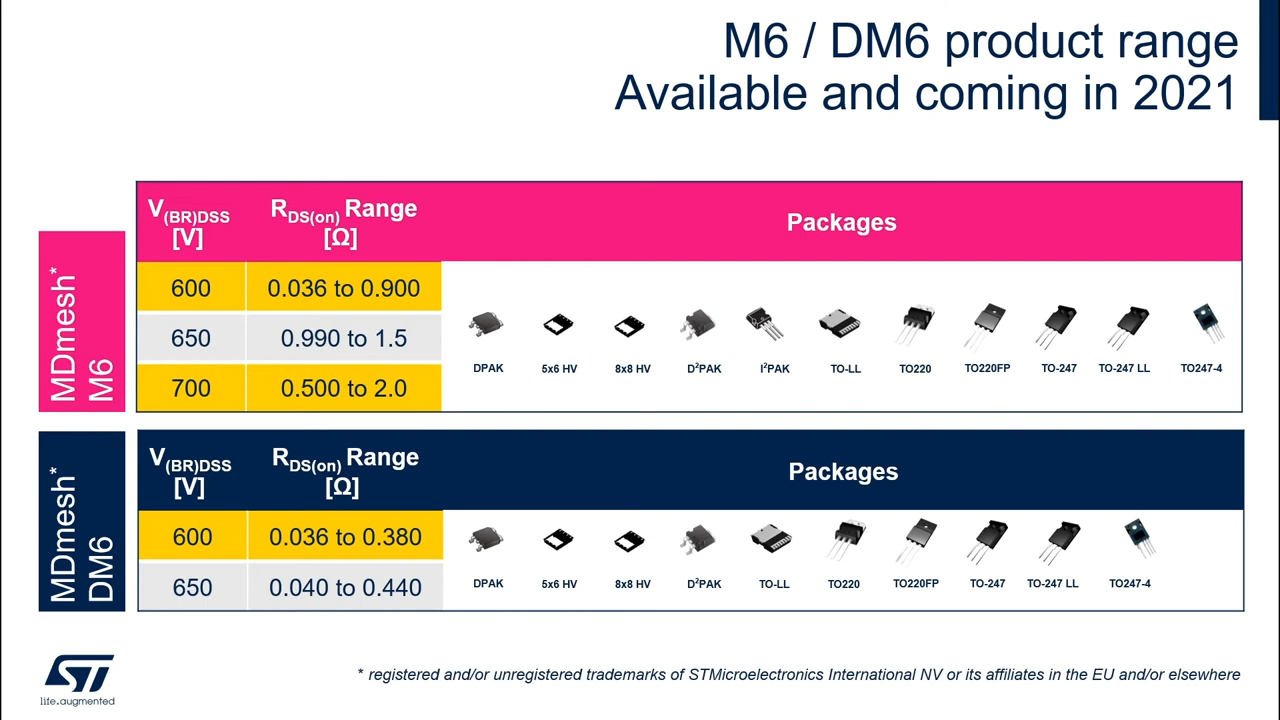 M6 / DM6 product range
Available and coming in 2021
MDmesh*
M6
V(BR)DSS
[V]
RDS(on) Range
[Ω]
Packages
600
0.036 to 0.900
650
0.990 to 1.5
700
0.500 to 2.0
DPAK
5x6 HV
8x8 HV
D²PAK
I²PAK
TO-LL
TO220
TO220FP
TO-247
TO-247 LL
TO247-4
MDmesh*
DM6
V(BR)DSS
[V]
RDS(on) Range
[Ω]
Packages
600
0.036 to 0.380
650
0.040 to 0.440
DPAK
5x6 HV
8x8 HV
D²PAK
TO-LL
TO220
TO220FP
TO-247
TO-247 LL
TO247-4
ST
life.augmented
* registered and/or unregistered trademarks of STMicroelectronics International NV or its affiliates in the EU and/or elsewhere